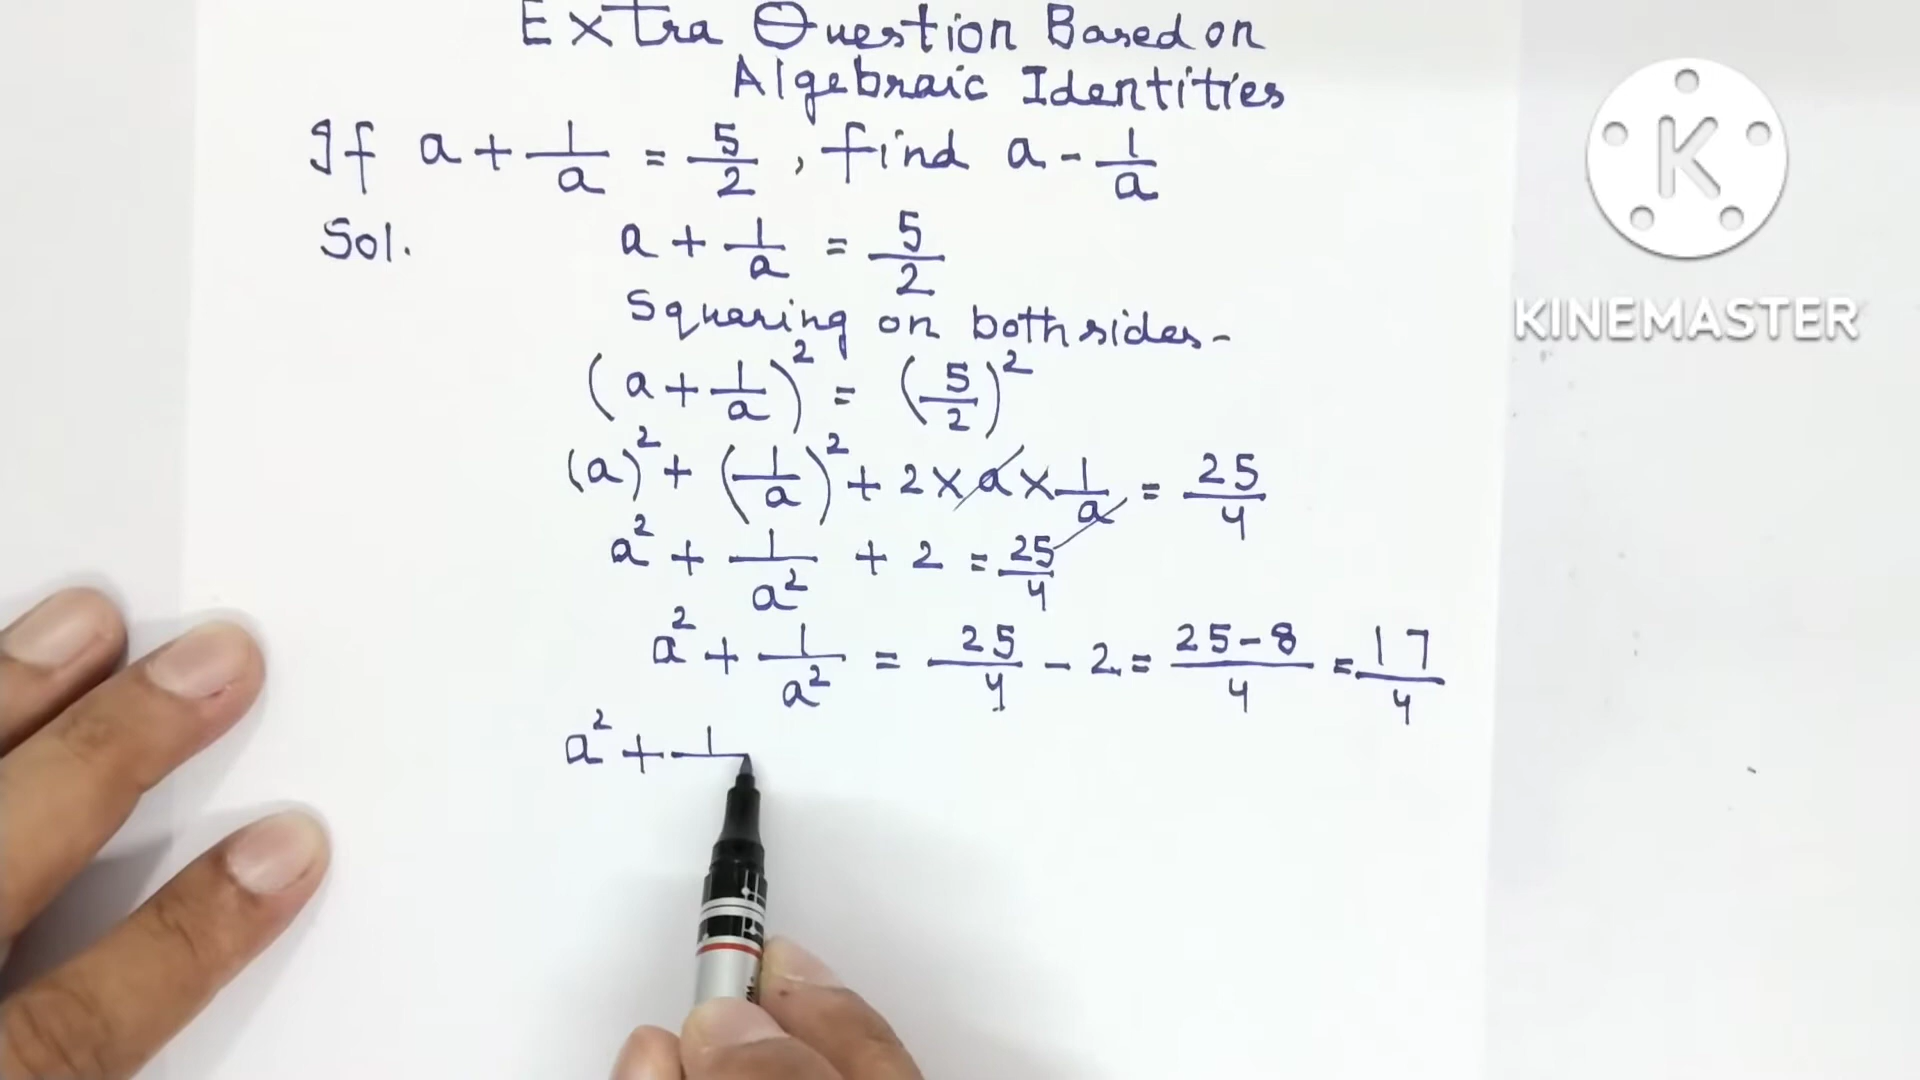 Extra Question Based on
Algebraic Identities
If a + 1/a = 5/2, find a - 1/a
Sol.
a + 1/a = 5/2
Squaring on both sides-
(a + 1/a)² = (5/2)²
(a)² + (1/a)² + 2 × a × 1/a = 25/4
a² + 1/a² + 2 = 25/4
a² + 1/a² = 25/4 - 2 = 25-8/4 = 17/4
a² + 1
K
KINEMASTER